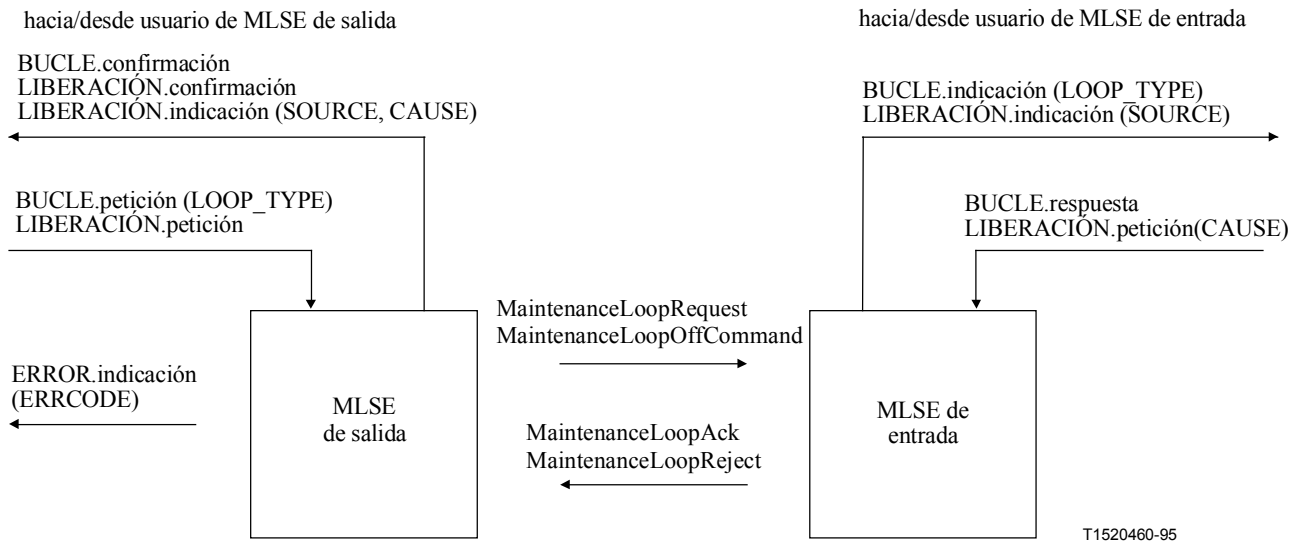 hacia/desde usuario de MLSE de salida
hacia/desde usuario de MLSE de entrada
BUCLE.confirmación
LIBERACIÓN.confirmación
LIBERACIÓN.indicación (SOURCE, CAUSE)
BUCLE.indicación (LOOP_TYPE)
LIBERACIÓN.indicación (SOURCE)
BUCLE.petición (LOOP_TYPE)
LIBERACIÓN.petición
BUCLE.respuesta
LIBERACIÓN.petición(CAUSE)
MaintenanceLoopRequest
MaintenanceLoopOffCommand
ERROR.indicación
(ERRCODE)
MLSE
de salida
MaintenanceLoopAck
MaintenanceLoopReject
MLSE de
entrada
T1520460-95